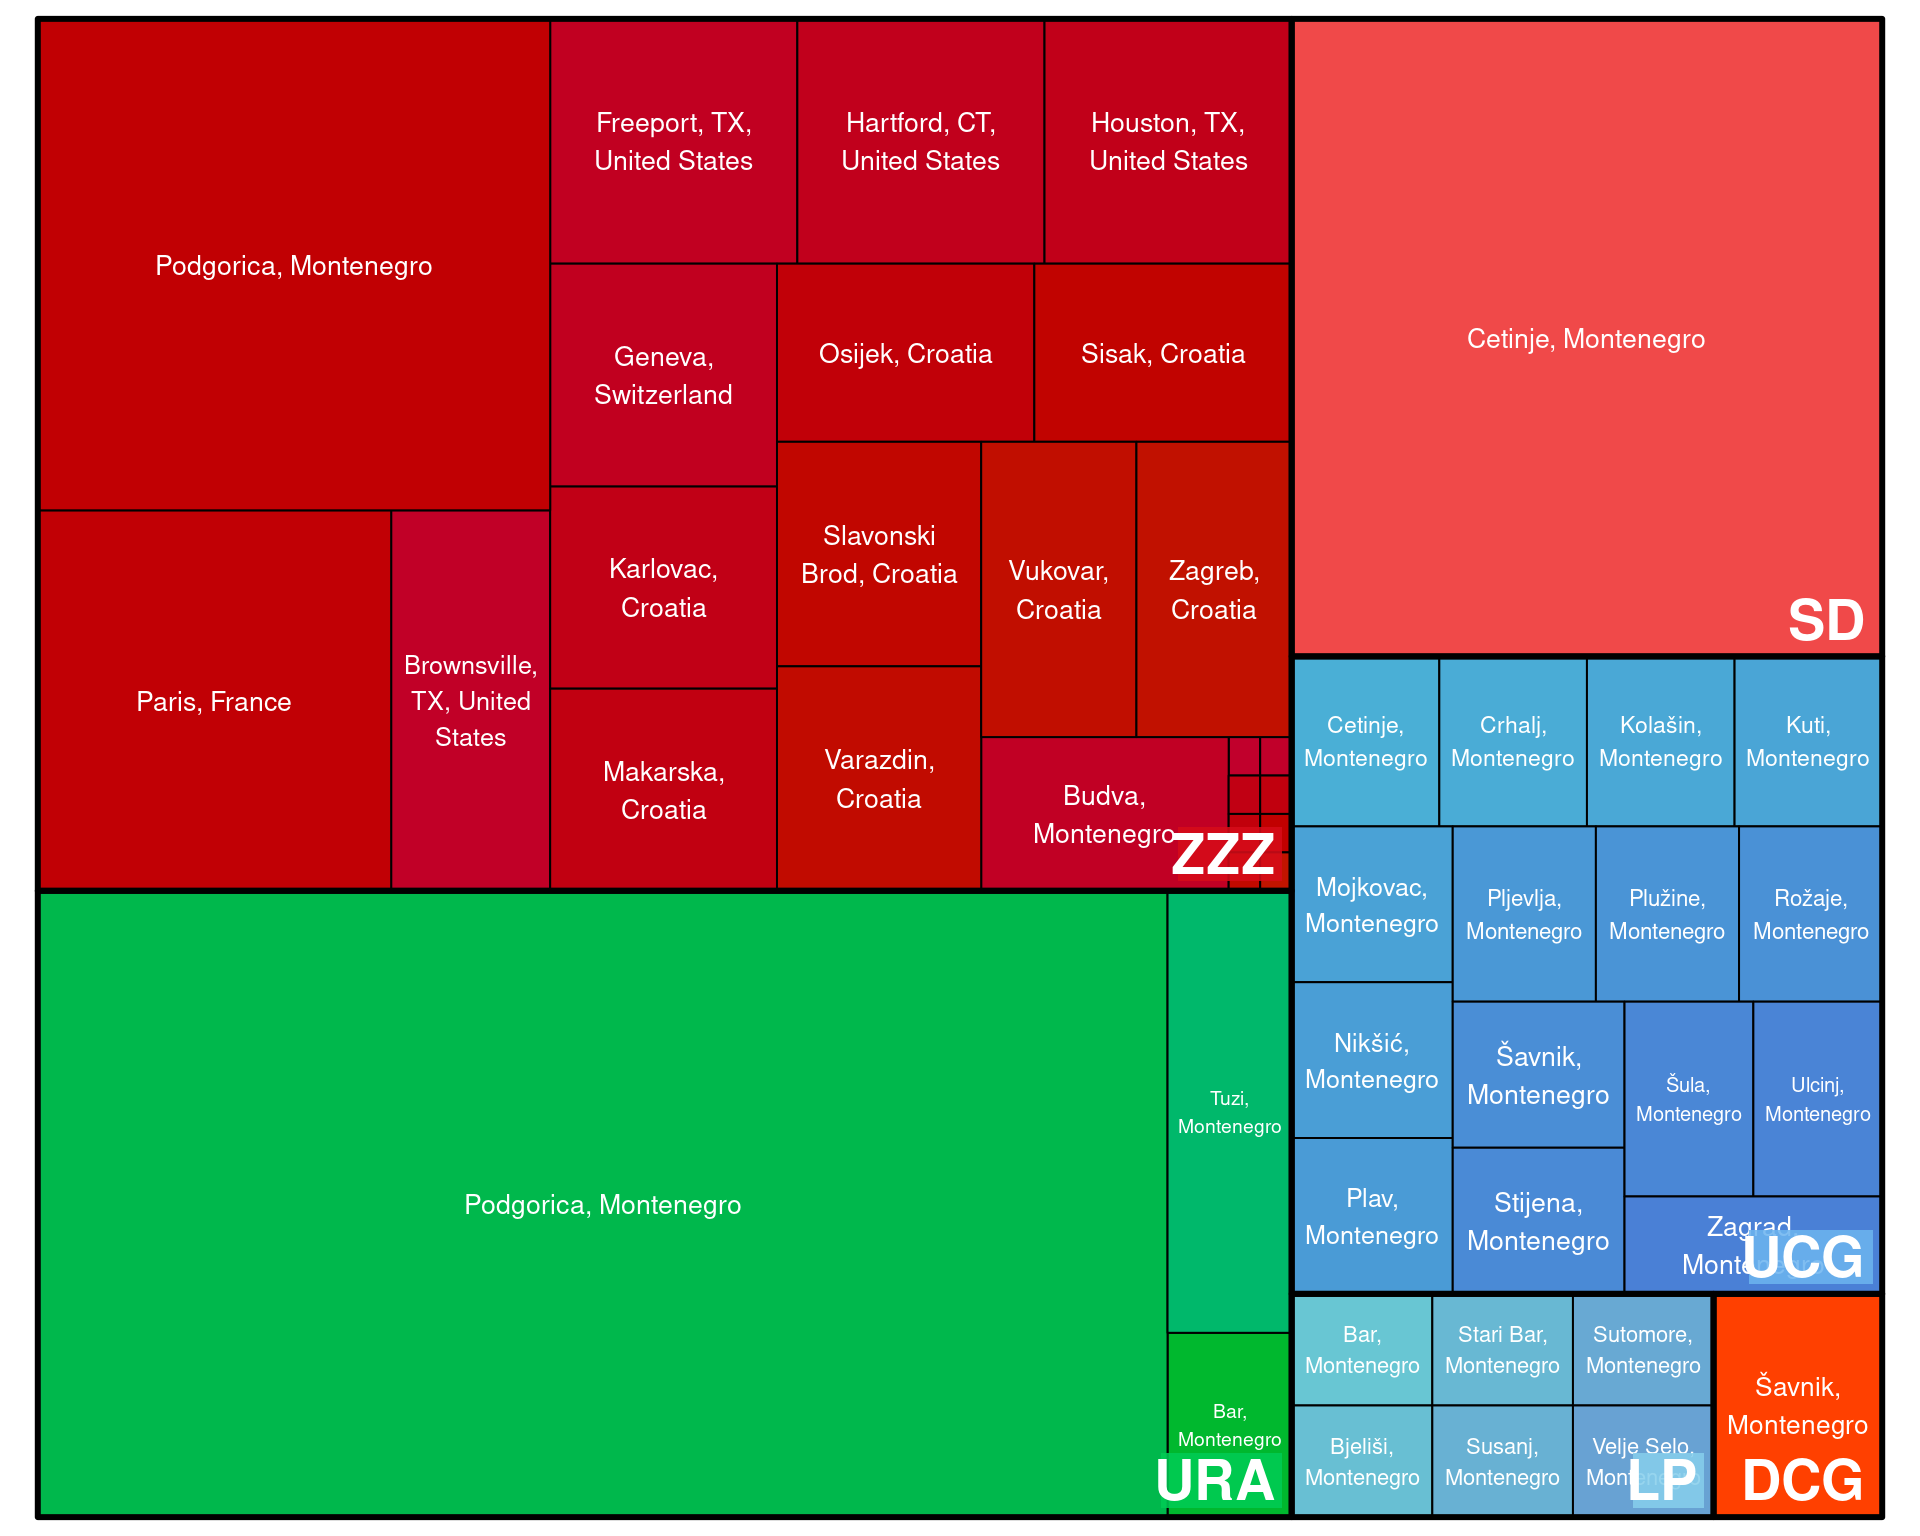 Podgorica, Montenegro
Freeport, TX,
United States
Hartford, CT,
United States
Houston, TX,
United States
Geneva,
Switzerland
Osijek, Croatia
Sisak, Croatia
Slavonski
Brod, Croatia
Vukovar,
Croatia
Zagreb,
Croatia
Karlovac,
Croatia
Paris, France
Brownsville,
TX, United
States
Makarska,
Croatia
Varazdin,
Croatia
Budva,
Montenegro
ZZZ
Cetinje, Montenegro
SD
Cetinje,
Montenegro
Crhalj,
Montenegro
Kolašin,
Montenegro
Kuti,
Montenegro
Mojkovac,
Montenegro
Pljevlja,
Montenegro
Plužine,
Montenegro
Rožaje,
Montenegro
Nikšić,
Montenegro
Šavnik,
Montenegro
Šula,
Montenegro
Ulcinj,
Montenegro
Plav,
Montenegro
Stijena,
Montenegro
Zagrad,
Montenegro
UCG
Podgorica, Montenegro
Tuzi,
Montenegro
Bar,
Montenegro
URA
Bar,
Montenegro
Stari Bar,
Montenegro
Sutomore,
Montenegro
Bjeliši,
Montenegro
Susanj,
Montenegro
Velje Selo,
Montenegro
LP
Šavnik,
Montenegro
DCG